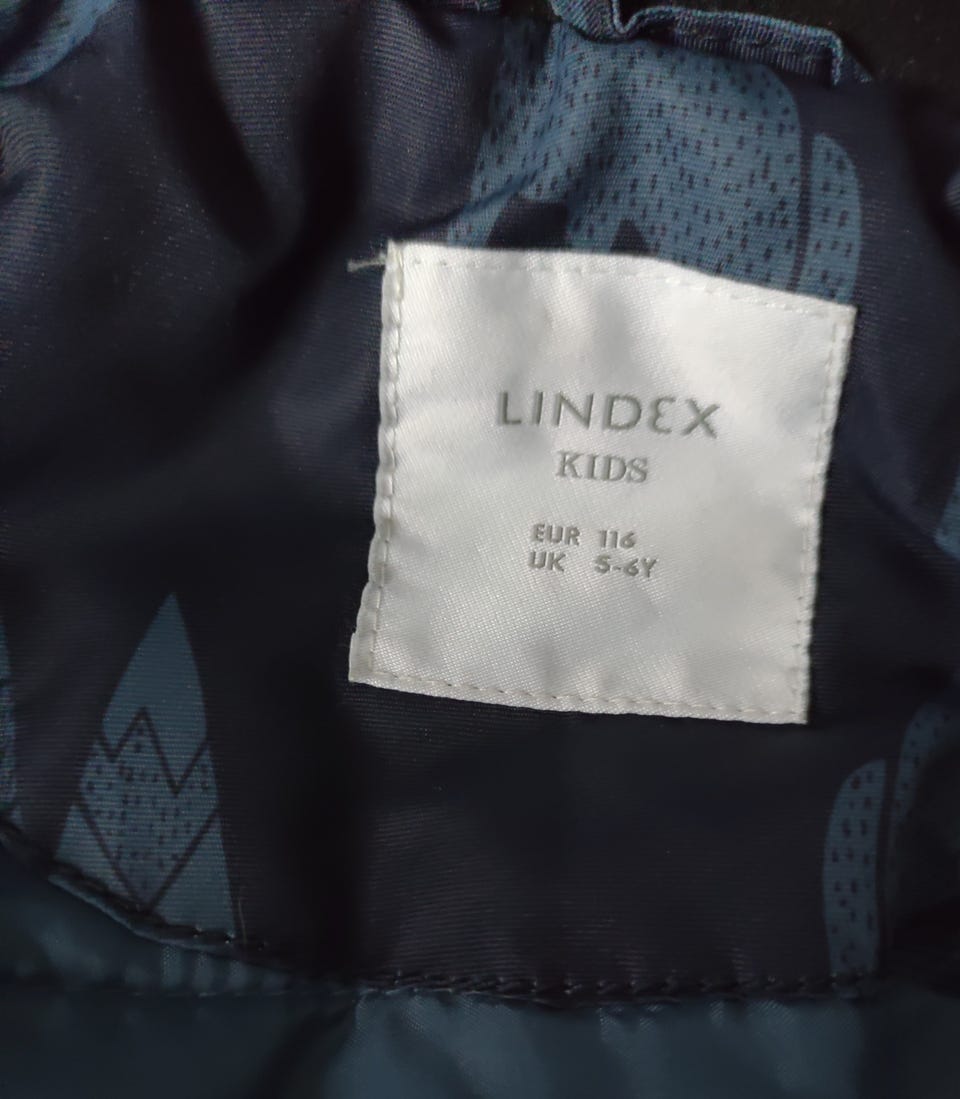 LINDEX
KIDS
EUR 116
UK 5-6Y